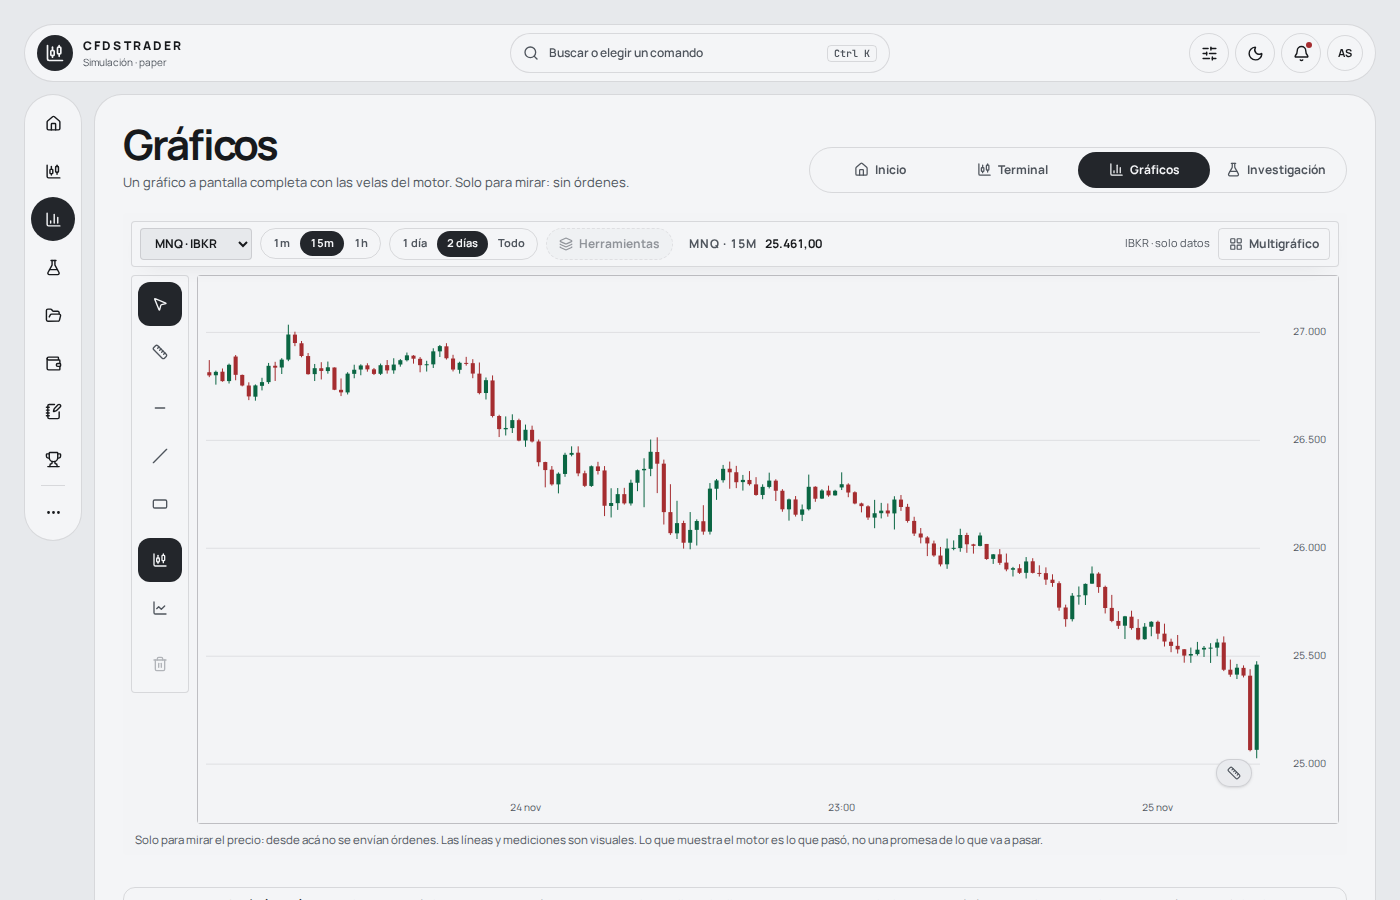 CFDSTRADER
Simulación · paper
Buscar o elegir un comando
Ctrl K
AS
Gráficos
Un gráfico a pantalla completa con las velas del motor. Solo para mirar: sin órdenes.
Inicio
Terminal
Gráficos
Investigación
MNQ · IBKR
1m
15m
1h
1 día
2 días
Todo
Herramientas
MNQ · 15M 25.461,00
IBKR · solo datos
Multigráfico
27.000
26.500
26.000
25.500
25.000
24 nov
23:00
25 nov
Solo para mirar el precio: desde acá no se envían órdenes. Las líneas y mediciones son visuales. Lo que muestra el motor es lo que pasó, no una promesa de lo que va a pasar.